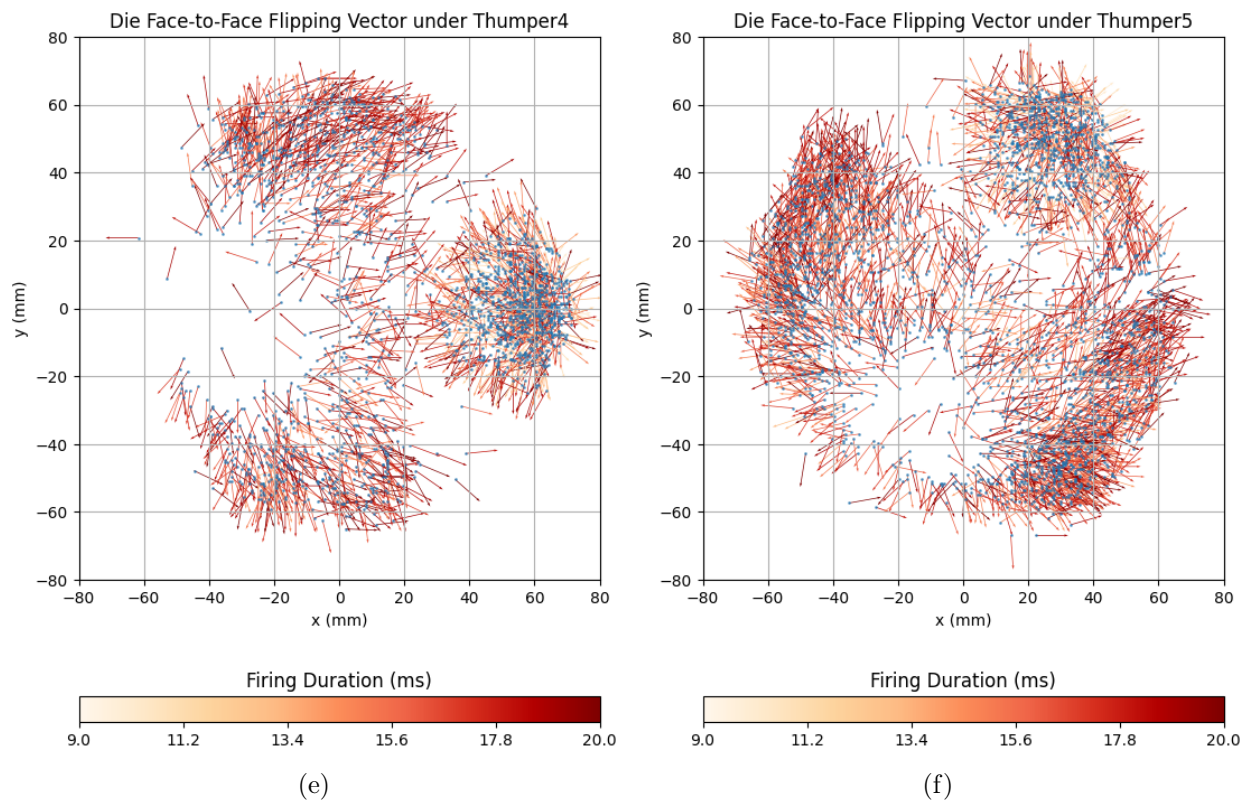 Die Face-to-Face Flipping Vector under Thumper4
80
60
40
20
0
−20
−40
−60
−80
y (mm)
−80 −60 −40 −20 0 20 40 60 80
x (mm)
Firing Duration (ms)
9.0 11.2 13.4 15.6 17.8 20.0
(e)
Die Face-to-Face Flipping Vector under Thumper5
80
60
40
20
0
−20
−40
−60
−80
y (mm)
−80 −60 −40 −20 0 20 40 60 80
x (mm)
Firing Duration (ms)
9.0 11.2 13.4 15.6 17.8 20.0
(f)